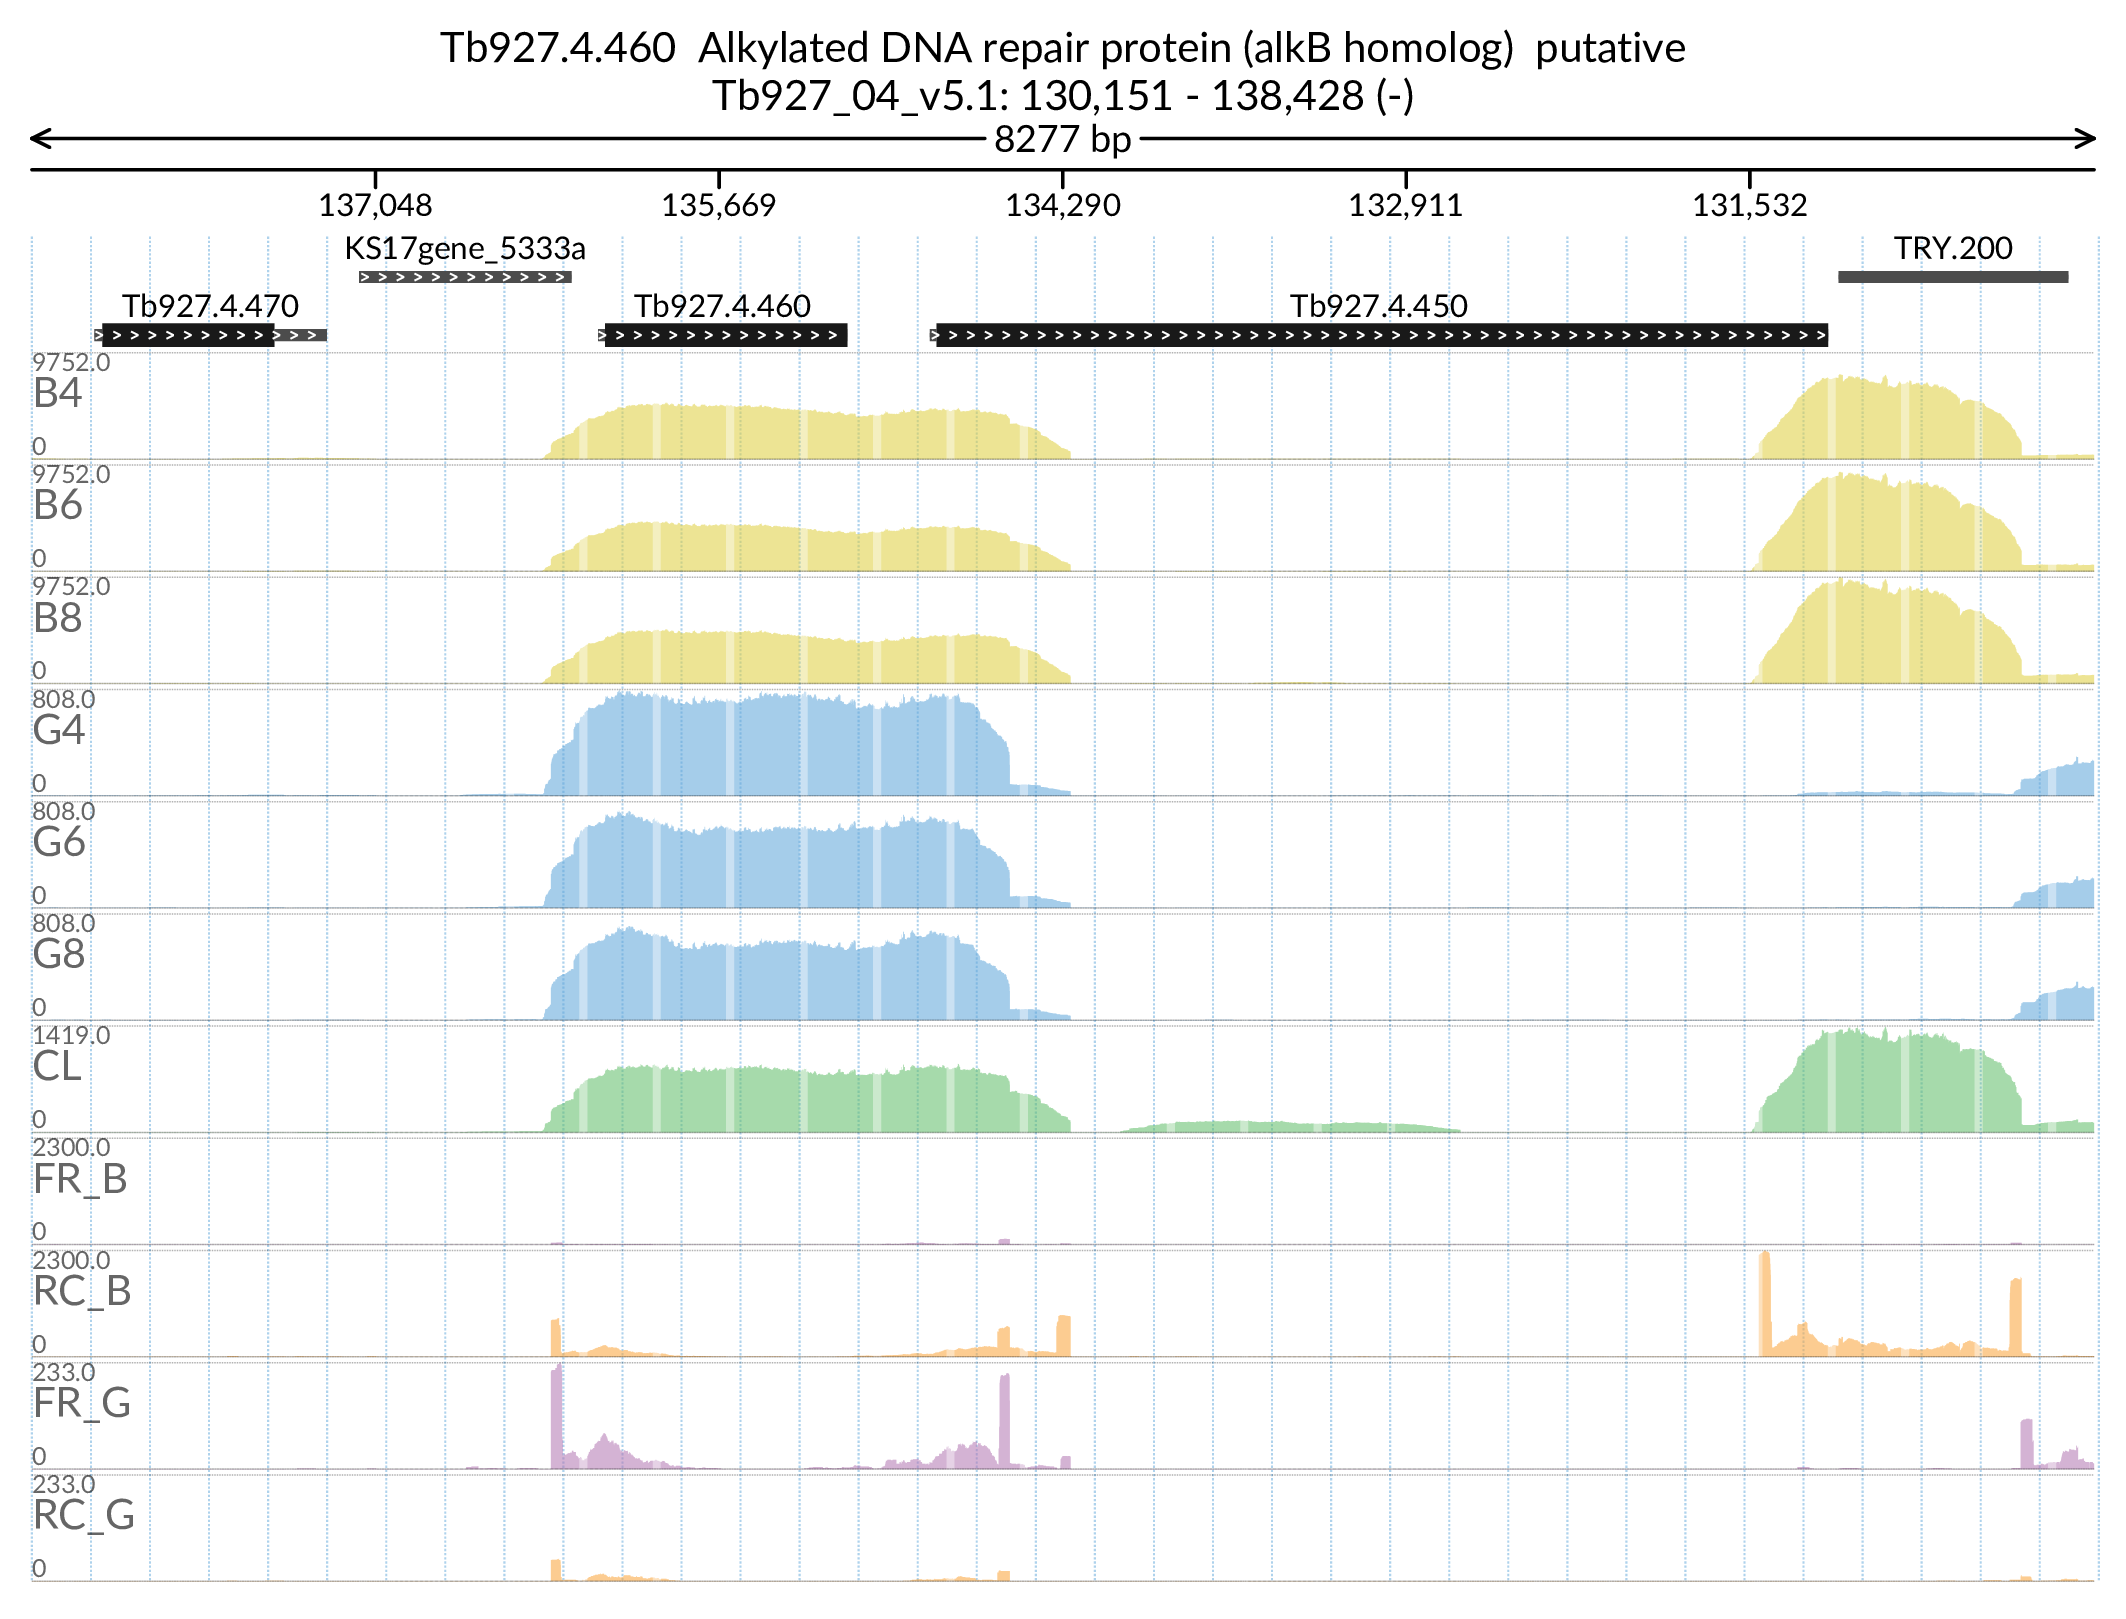 Tb927.4.460  Alkylated DNA repair protein (alkB homolog)  putative
Tb927_04_v5.1: 130,151 - 138,428 (-)
8277 bp
137,048 135,669 134,290 132,911 131,532
KS17gene_5333a TRY.200
Tb927.4.470 Tb927.4.460 Tb927.4.450
9752.0
B4
0
9752.0
B6
0
9752.0
B8
0
808.0
G4
0
808.0
G6
0
808.0
G8
0
1419.0
CL
0
2300.0
FR_B
0
2300.0
RC_B
0
233.0
FR_G
0
233.0
RC_G
0